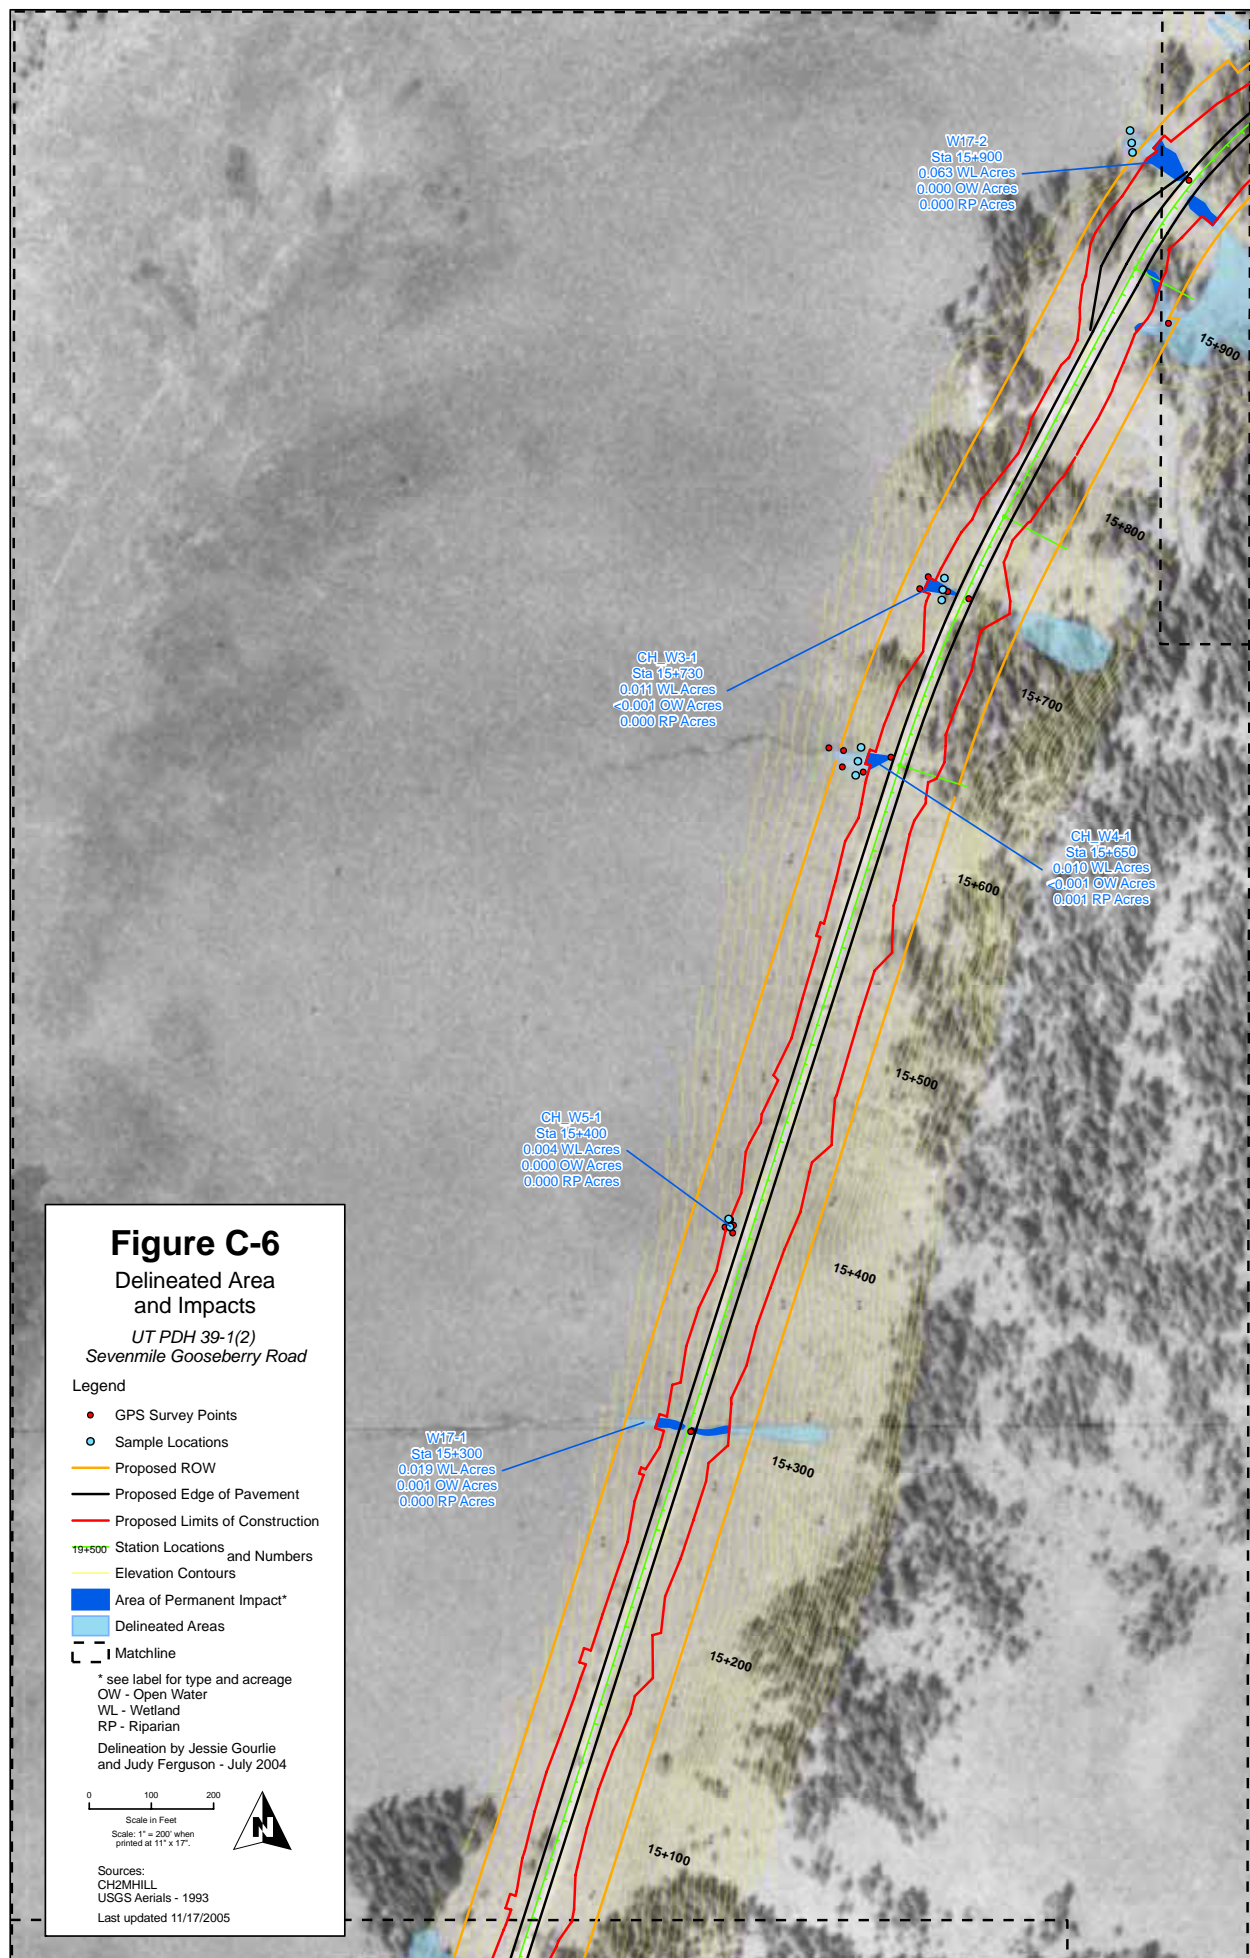 W17-2
Sta 15+900
0.063 WL Acres
0.000 OW Acres
0.000 RP Acres
15+900
15+800
CH_W3-1
Sta 15+730
0.011 WL Acres
<0.001 OW Acres
0.000 RP Acres
15+700
CH_W4-1
Sta 15+650
0.010 WL Acres
<0.001 OW Acres
0.001 RP Acres
15+600
15+500
CH_W5-1
Sta 15+400
0.004 WL Acres
0.000 OW Acres
0.000 RP Acres
15+400
W17-1
Sta 15+300
0.019 WL Acres
0.001 OW Acres
0.000 RP Acres
15+300
15+200
15+100
Figure C-6
Delineated Area
and Impacts
UT PDH 39-1(2)
Sevenmile Gooseberry Road
Legend
GPS Survey Points
Sample Locations
Proposed ROW
Proposed Edge of Pavement
Proposed Limits of Construction
19+500 Station Locations and Numbers
Elevation Contours
Area of Permanent Impact*
Delineated Areas
Matchline
* see label for type and acreage
OW - Open Water
WL - Wetland
RP - Riparian
Delineation by Jessie Gourlie
and Judy Ferguson - July 2004
0 100 200
Scale in Feet
Scale: 1" = 200' when
printed at 11" x 17".
N
Sources:
CH2MHILL
USGS Aerials - 1993
Last updated 11/17/2005